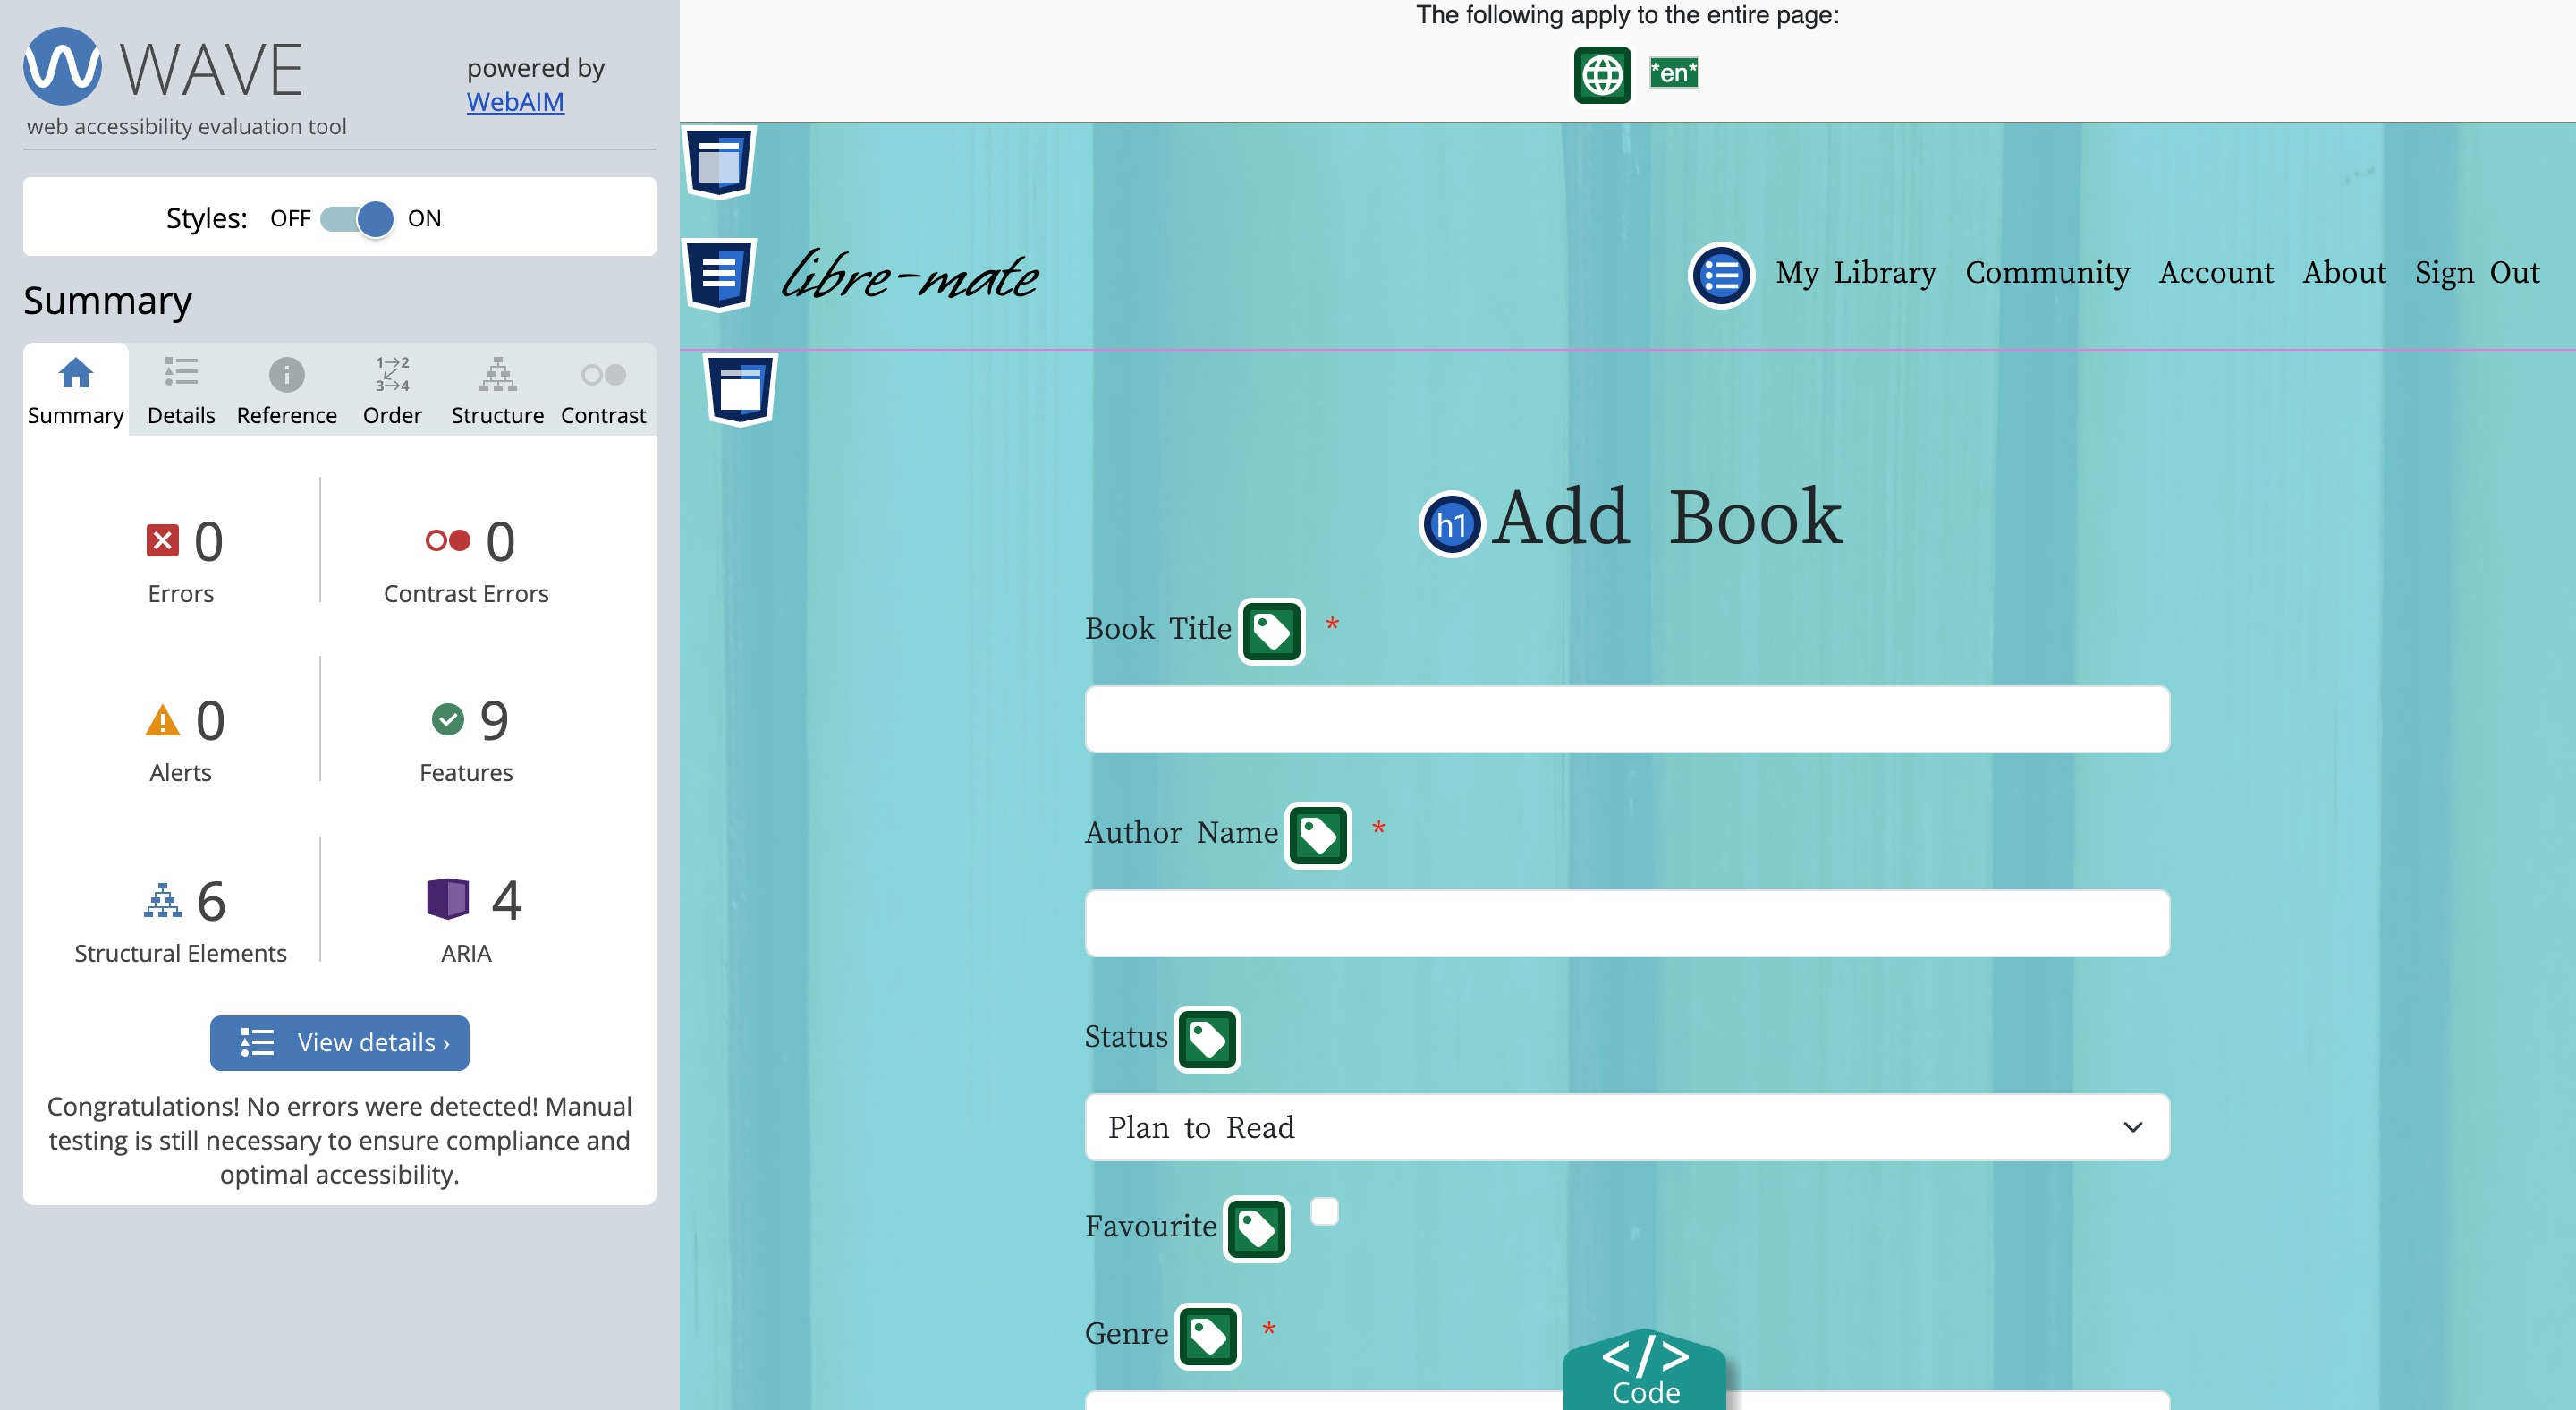 WAVE
powered by
WebAIM
web accessibility evaluation tool
Styles: OFF ON
Summary
1→2
3→4
Summary Details Reference Order Structure Contrast
0 0
Errors Contrast Errors
0 9
Alerts Features
6 4
Structural Elements ARIA
View details ›
Congratulations! No errors were detected! Manual
testing is still necessary to ensure compliance and
optimal accessibility.
The following apply to the entire page:
*en*
libre-mate
My Library Community Account About Sign Out
h1 Add Book
Book Title *
Author Name *
Status
Plan to Read
Favourite
Genre *
</>
Code